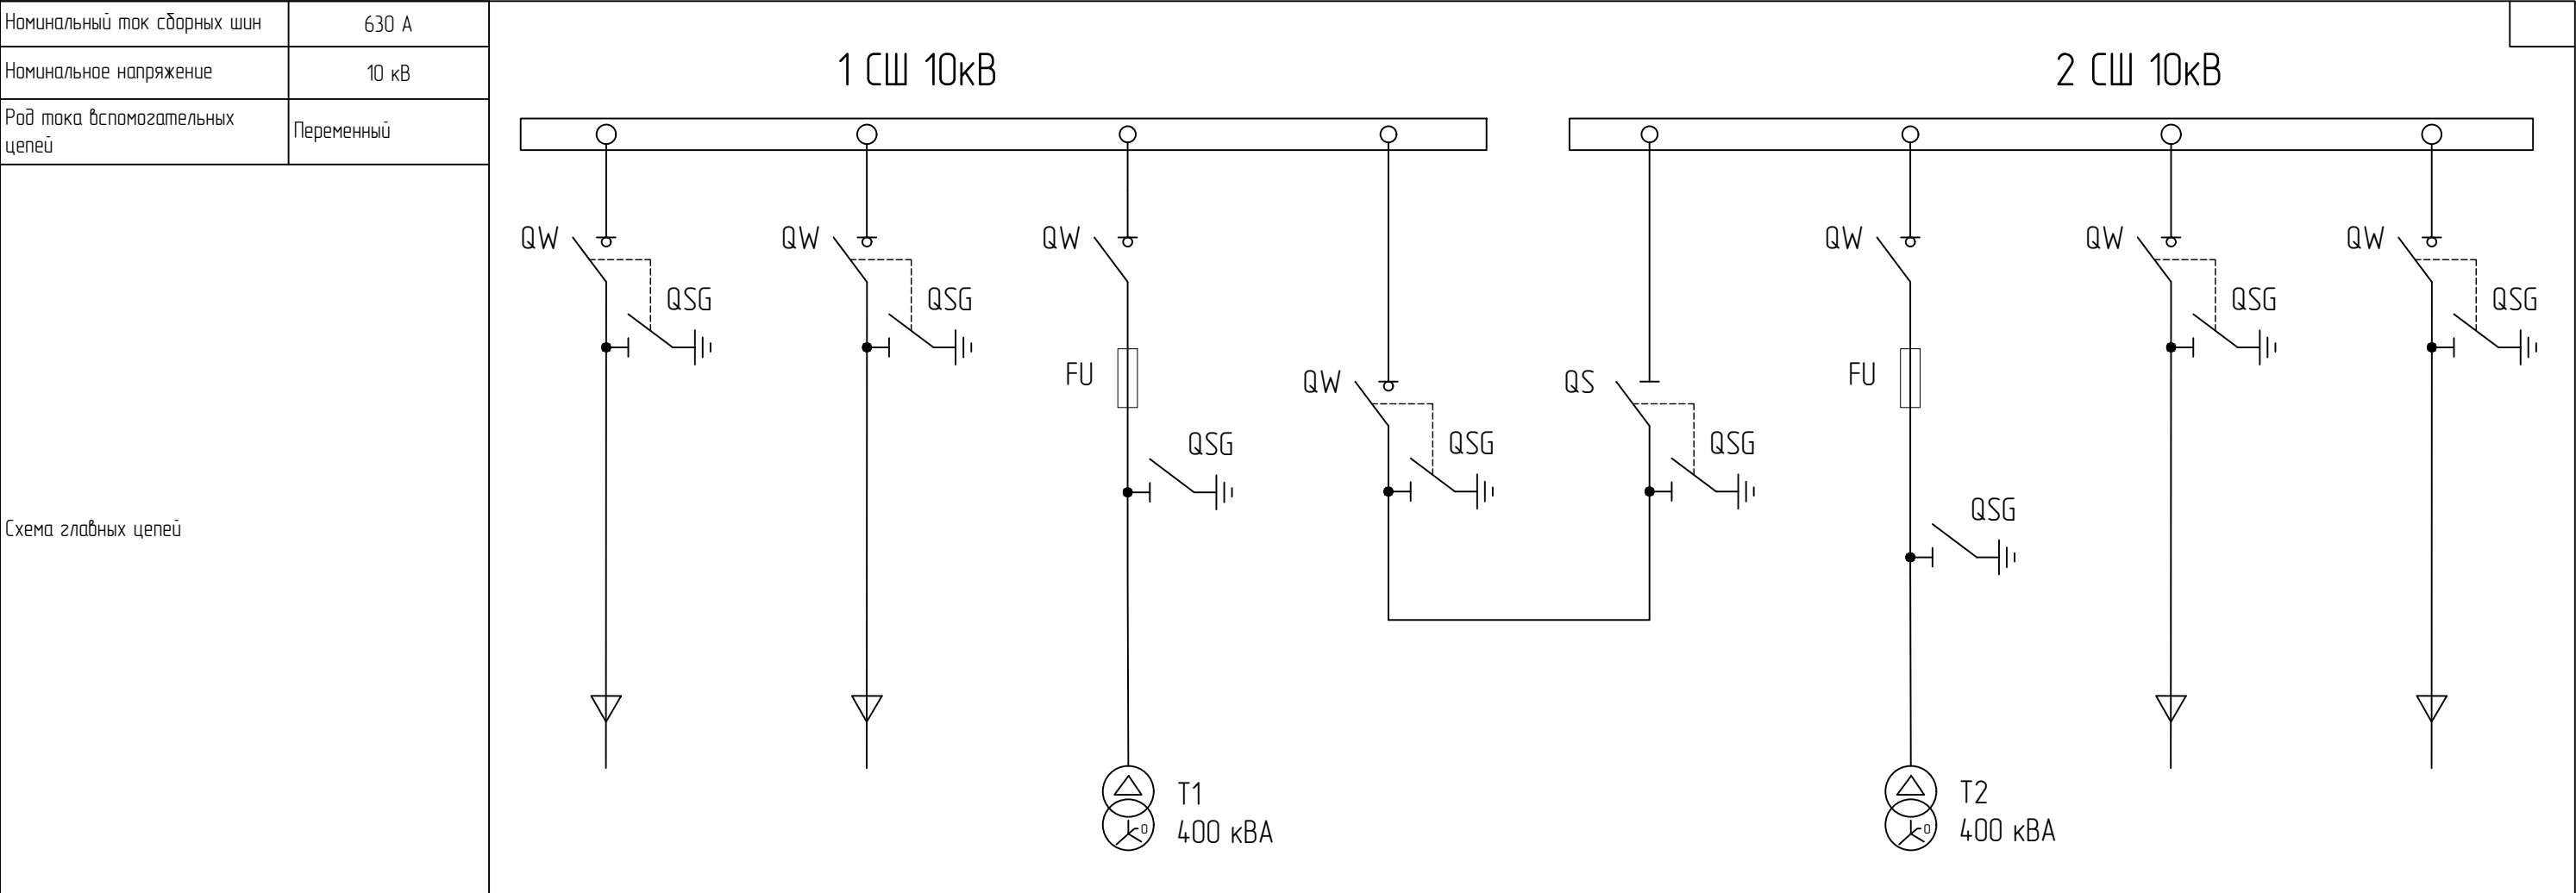 Номинальный ток сборных шин
630 А
Номинальное напряжение
10 кВ
Род тока вспомогательных
цепей
Переменный
Схема главных цепей
1 СШ 10кВ
2 СШ 10кВ
QW
QW
QW
QW
QW
QW
QSG
QSG
QSG
QSG
FU
QW
QS
FU
QSG
QSG
QSG
QSG
T1
400 кВА
T2
400 кВА
0
0